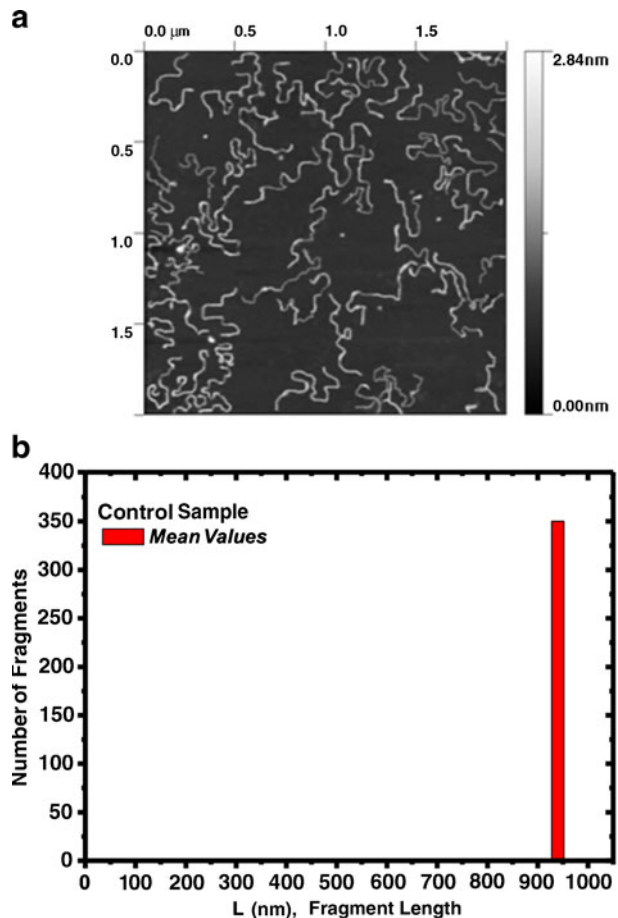 a
0.0 μm 0.5 1.0 1.5
0.0
0.5
1.0
1.5
2.84nm
0.00nm
b
400
350
300
250
200
150
100
50
0
Number of Fragments
Control Sample
Mean Values
0 100 200 300 400 500 600 700 800 900 1000
L (nm), Fragment Length